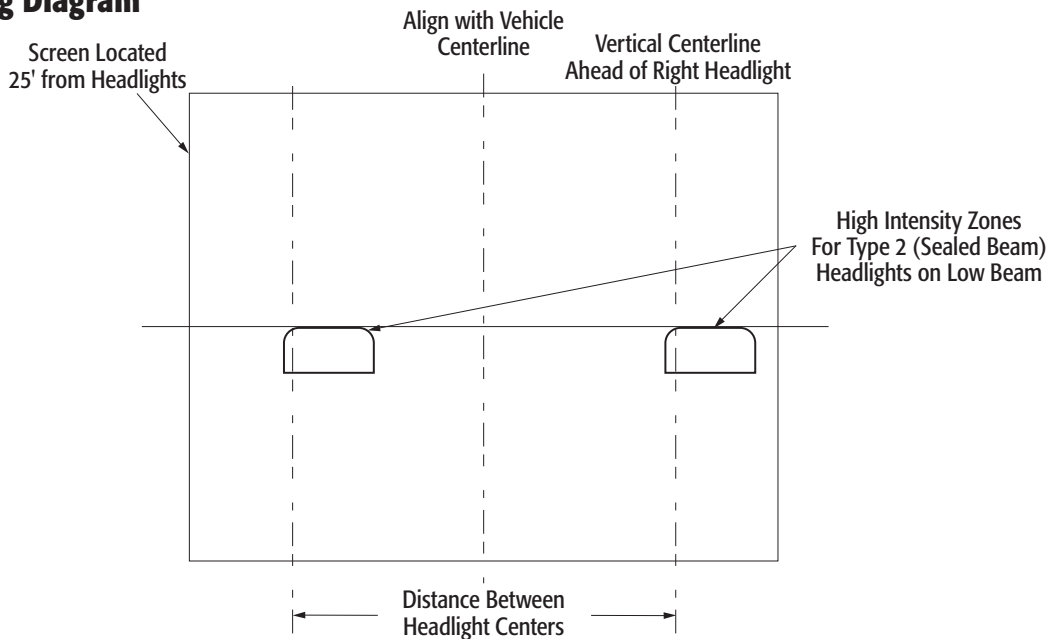 Diagram
Align with Vehicle
Centerline
Screen Located
25' from Headlights
Vertical Centerline
Ahead of Right Headlight
High Intensity Zones
For Type 2 (Sealed Beam)
Headlights on Low Beam
Distance Between
Headlight Centers